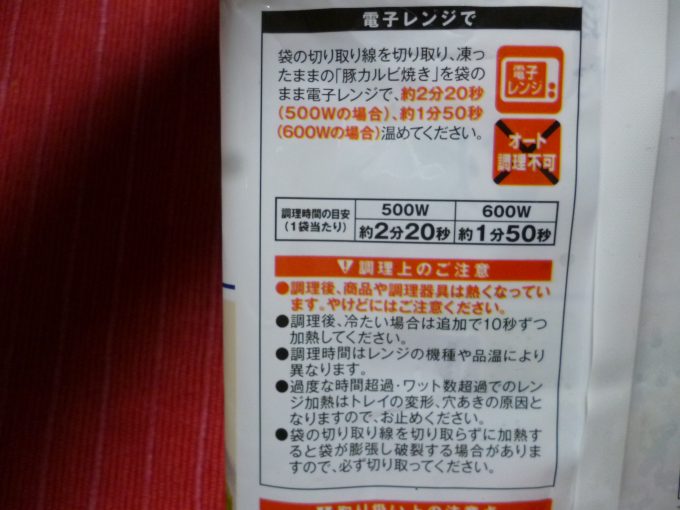 電子レンジで
袋の切り取り線を切り取り、凍っ
たままの「豚カルビ焼き」を袋の
まま電子レンジで、約2分20秒
(500Wの場合)、約1分50秒
(600Wの場合)温めてください。
電子
レンジ
オート
調理不可
調理時間の目安
(1袋当たり)
500W
600W
約2分20秒
約1分50秒
調理上のご注意
●調理後、商品や調理器具は熱くなってい
ます。やけどにはご注意ください。
●調理後、冷たい場合は追加で10秒ずつ
加熱してください。
●調理時間はレンジの機種や品温により
異なります。
●過度な時間超過・ワット数超過でのレン
ジ加熱はトレイの変形、穴あきの原因と
なりますので、お止めください。
●袋の切り取り線を切り取らずに加熱す
ると袋が膨張し破裂する場合がありま
すので、必ず切り取ってください。
取り扱い上の注意点